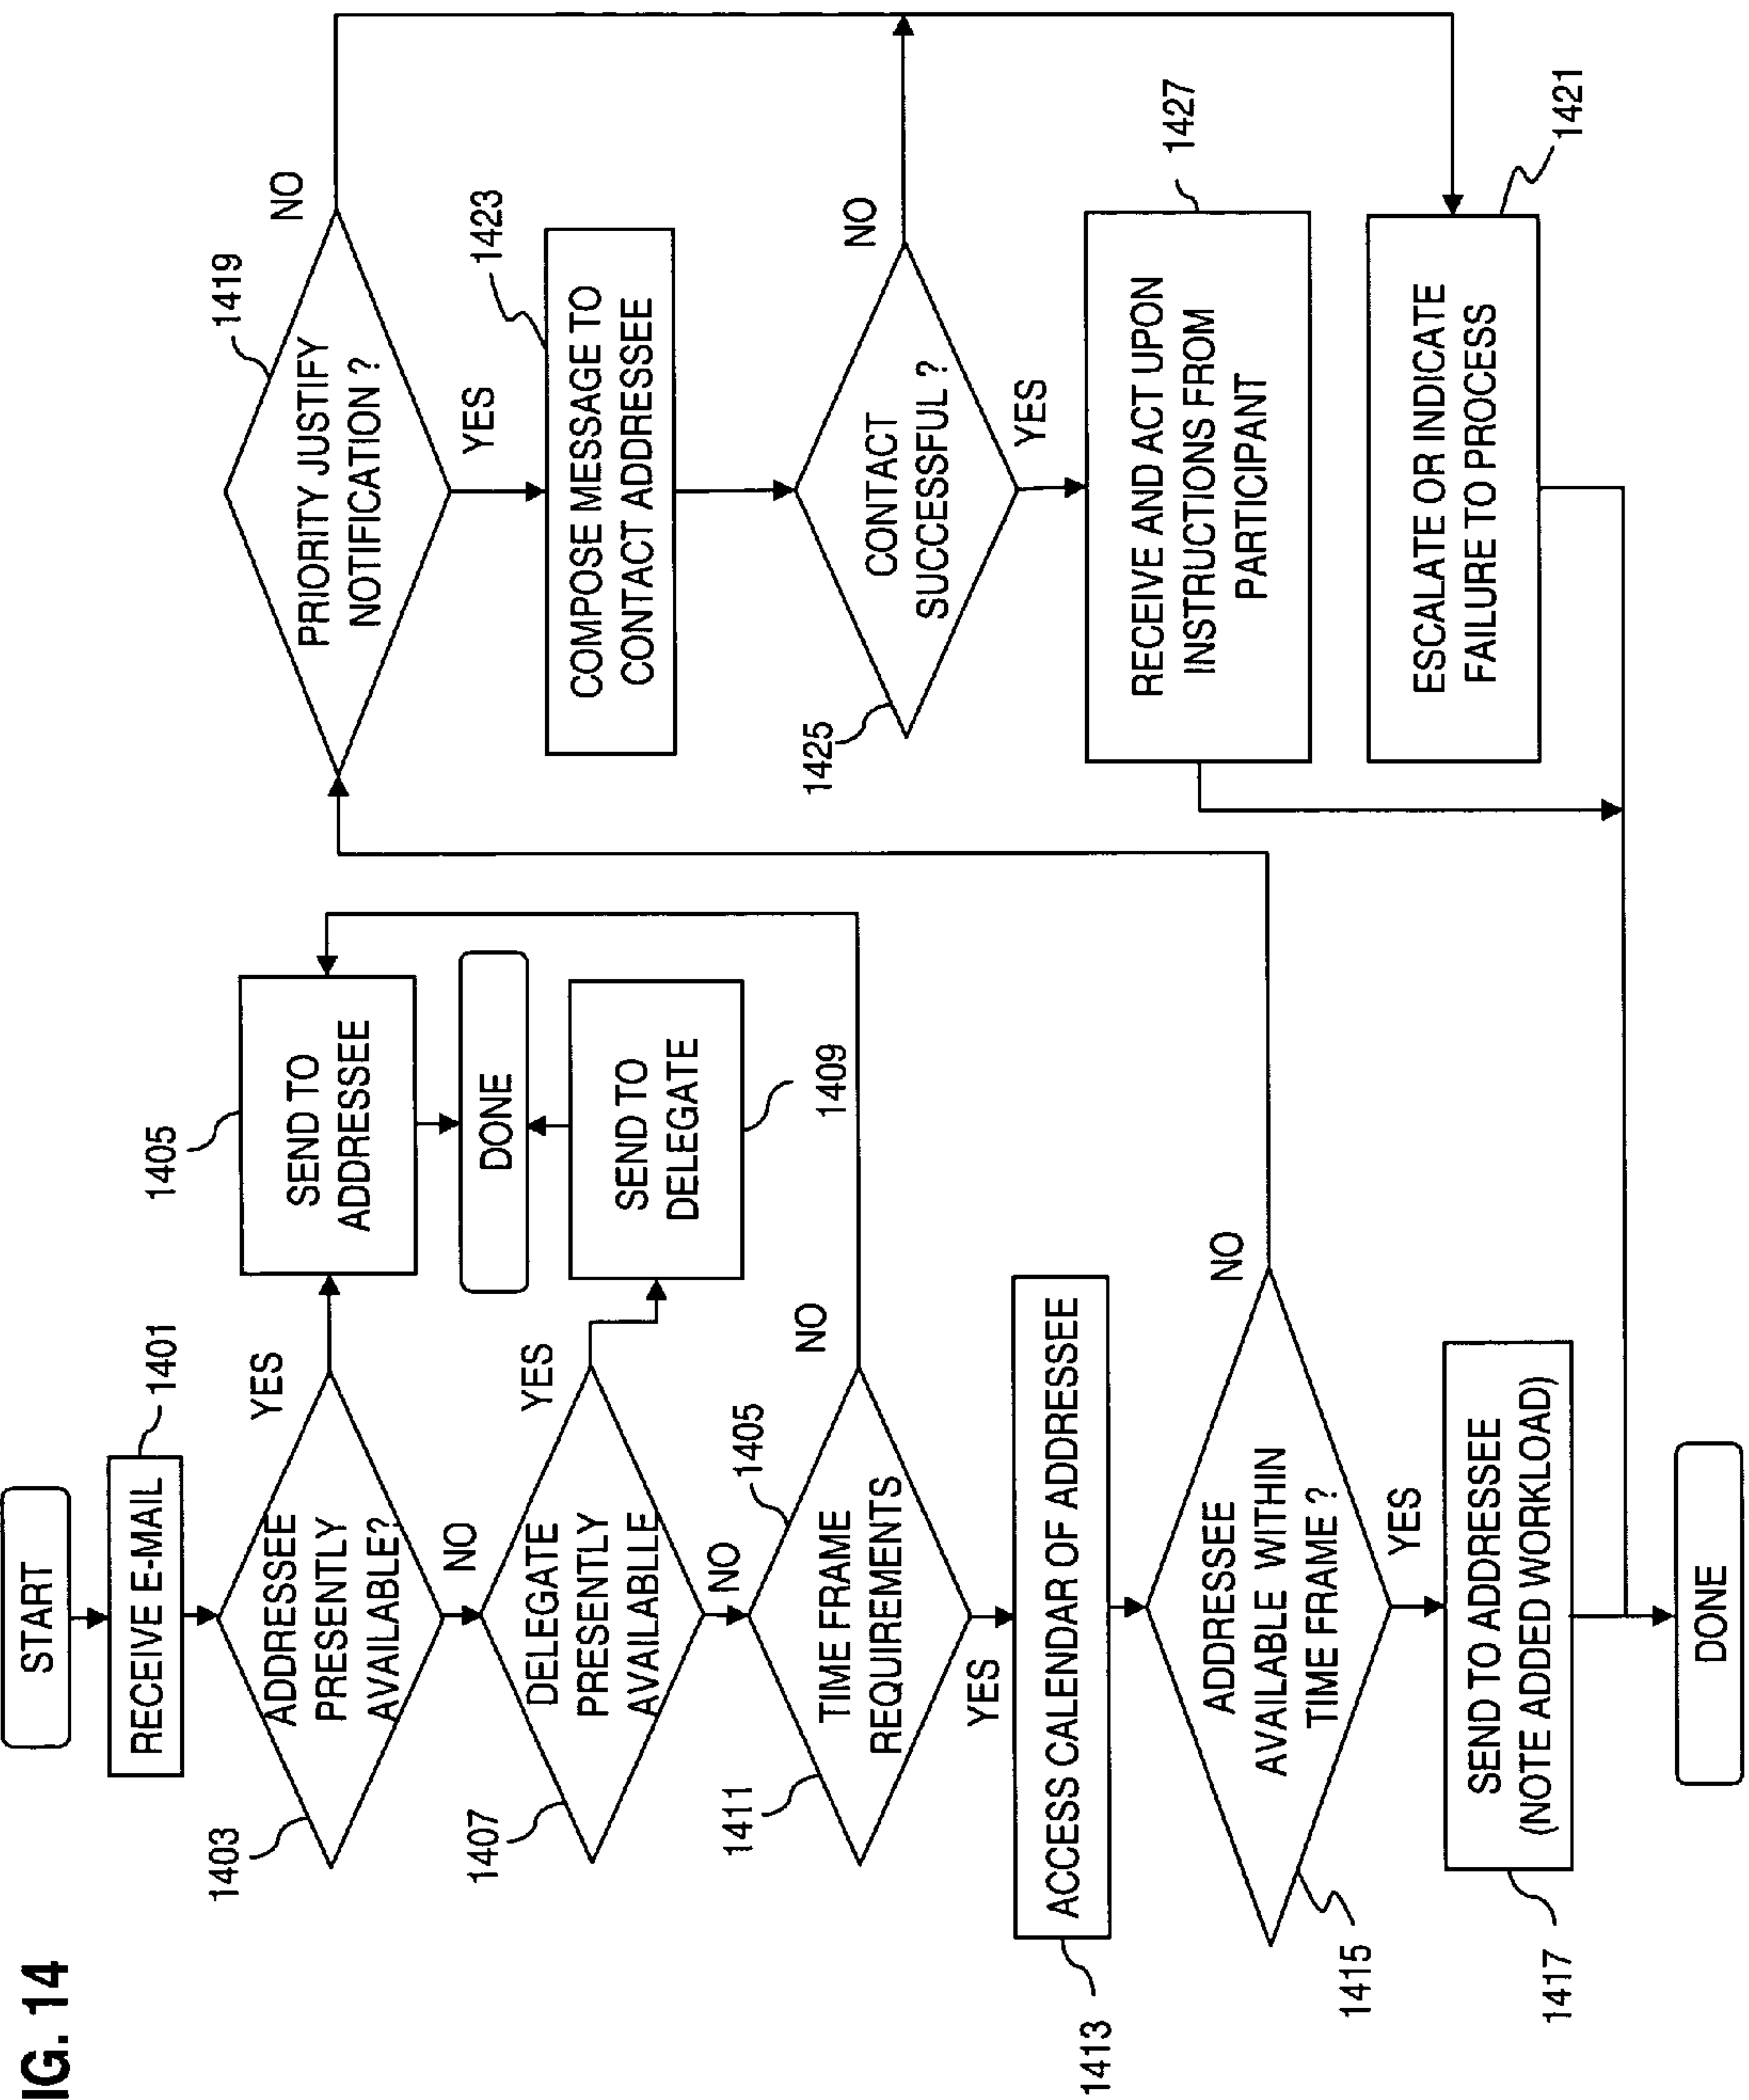 IG. 14
START
RECEIVE E-MAIL
1401
ADDRESSEE
PRESENTLY
AVAILABLE?
1403
YES
NO
SEND TO
ADDRESSEE
1405
DONE
DELEGATE
PRESENTLY
AVAILABLLE
1407
YES
NO
SEND TO
DELEGATE
1409
TIME FRAME
REQUIREMENTS
1411
1405
NO
YES
ACCESS CALENDAR OF ADDRESSEE
1413
ADDRESSEE
AVAILABLE WITHIN
TIME FRAME ?
1415
NO
YES
SEND TO ADDRESSEE
(NOTE ADDED WORKLOAD)
1417
DONE
PRIORITY JUSTIFY
NOTIFICATION ?
1419
NO
YES
COMPOSE MESSAGE TO
CONTACT ADDRESSEE
1423
CONTACT
SUCCESSFUL ?
1425
NO
YES
RECEIVE AND ACT UPON
INSTRUCTIONS FROM
PARTICIPANT
1427
ESCALATE OR INDICATE
FAILURE TO PROCESS
1421